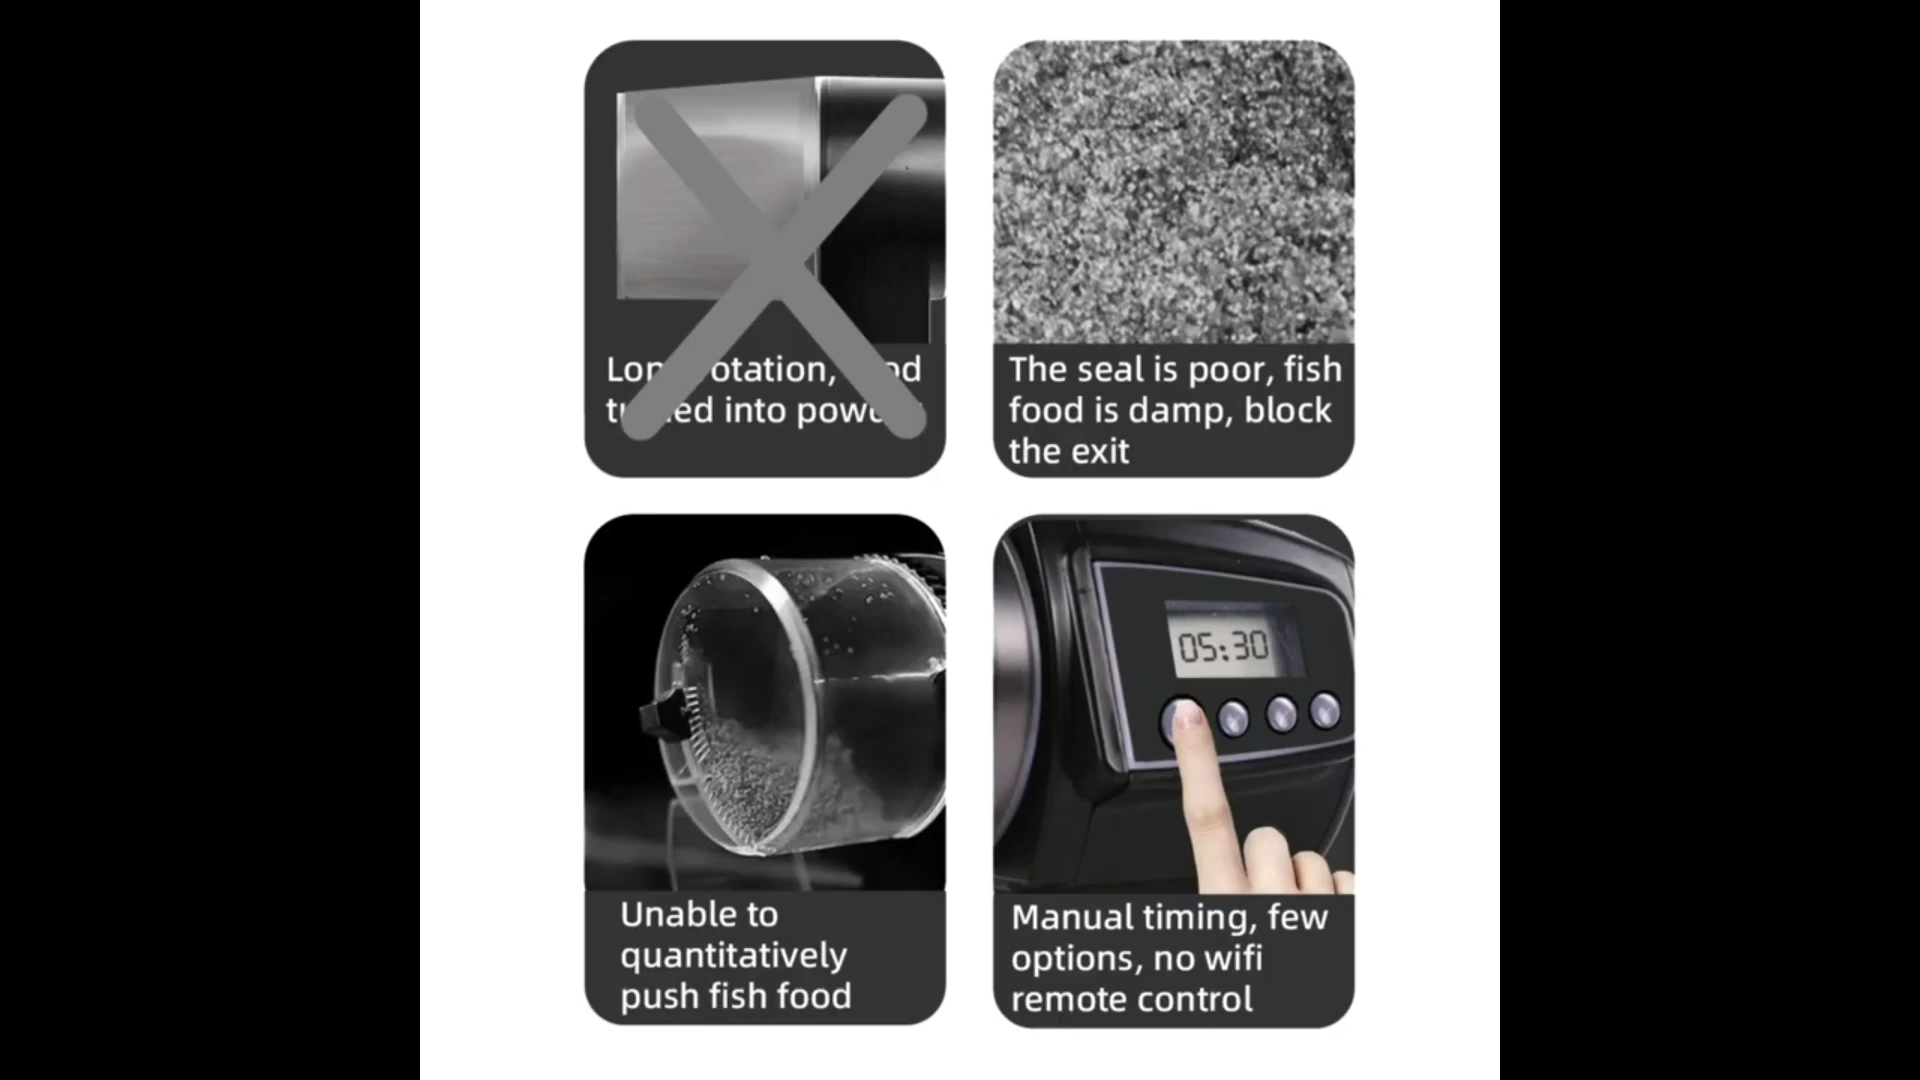 otation,
into
The seal is poor, fish
food is damp, block
the exit
05:30
Unable to
quantitatively
push fish food
Manual timing, few
options, no wifi
remote control